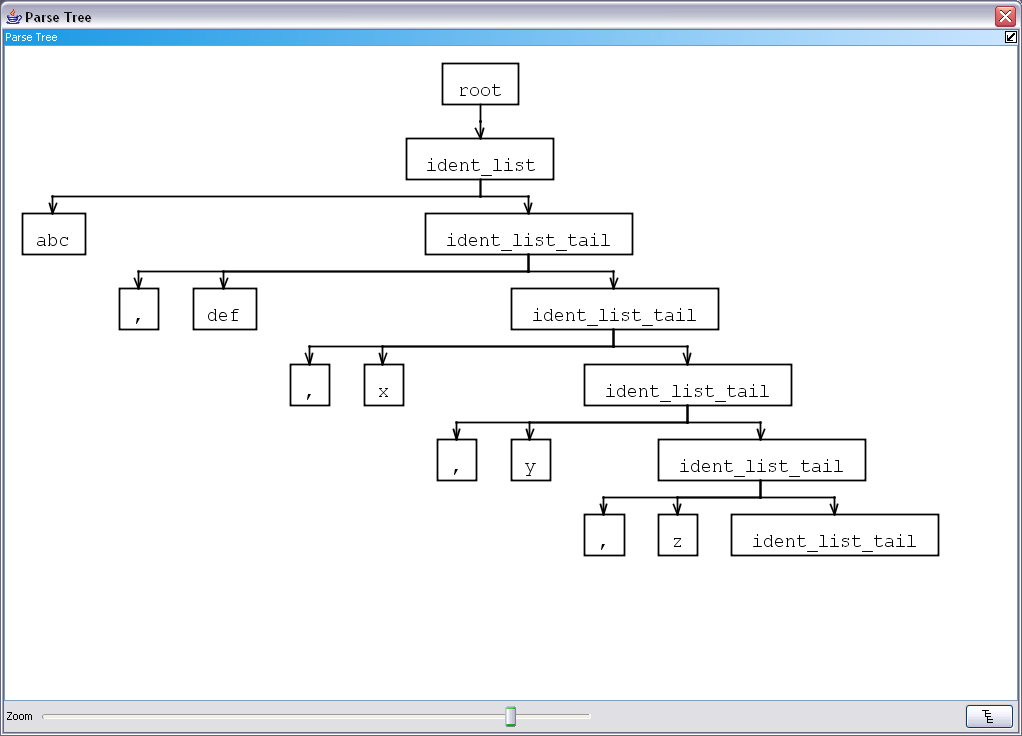 Parse Tree
Parse Tree
root
ident_list
abc ident_list_tail
, def ident_list_tail
, x ident_list_tail
, y ident_list_tail
, z ident_list_tail
Zoom